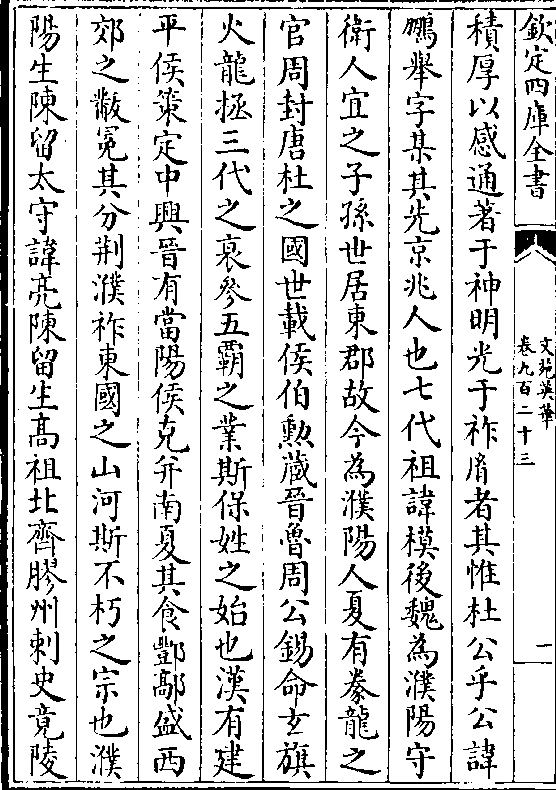 欽定四庫全書
文苑英華
卷九百二十三
一
積厚以感通著于神明光于祚胤者其惟杜公乎公諱
鵬舉字某其先京兆人也七代祖諱模後魏為濮陽守
衛人宜之子孫世居東郡故今為濮陽人夏有豢龍之
官周封唐杜之國世載侯伯勲藏晉魯周公錫命玄旗
火龍拯三代之衰參五霸之業斯保姓之始也漢有建
平侯策定中興晉有當陽侯克弁南夏其食酆鄗盛西
郊之黻冕其分荆濮祚東國之山河斯不朽之宗也濮
陽生陳留太守諱亮陳留生高祖北齊膠州刺史竟陵